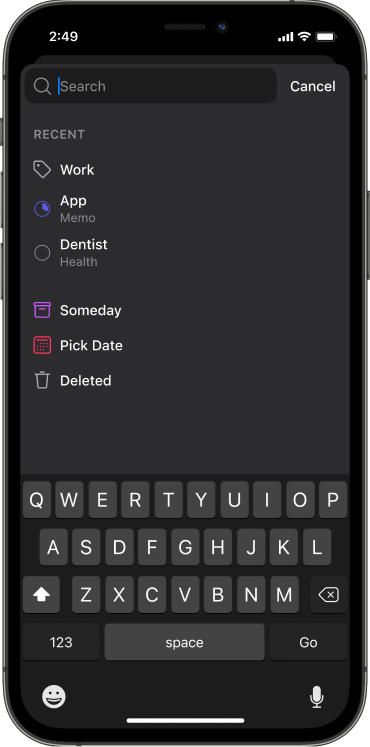 2:49
Search
Cancel
RECENT
Work
App
Memo
Dentist
Health
Someday
Pick Date
Deleted
Q W E R T Y U I O P
A S D F G H J K L
Z X C V B N M
123 space Go